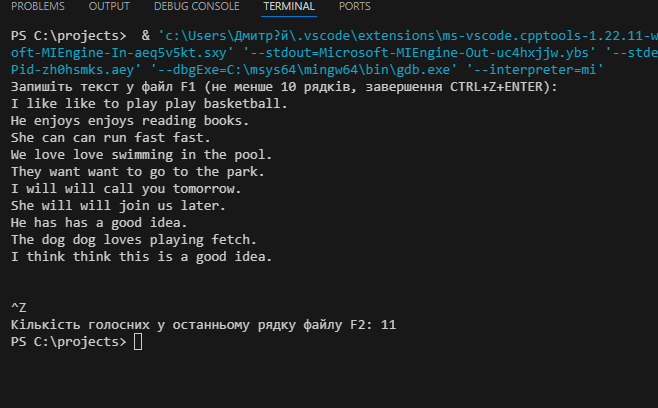 PROBLEMS OUTPUT DEBUG CONSOLE TERMINAL PORTS
PS C:\projects>  & 'c:\Users\Дмитр?й\.vscode\extensions\ms-vscode.cpptools-1.22.11-w
oft-MIEngine-In-aeq5v5kt.sxy' '--stdout=Microsoft-MIEngine-Out-uc4hxjjw.ybs' '--stde
Pid-zh0hsmks.aey' '--dbgExe=C:\msys64\mingw64\bin\gdb.exe' '--interpreter=mi'
Запишіть текст у файл F1 (не менше 10 рядків, завершення CTRL+Z+ENTER):
I like like to play play basketball.
He enjoys enjoys reading books.
She can can run fast fast.
We love love swimming in the pool.
They want want to go to the park.
I will will call you tomorrow.
She will will join us later.
He has has a good idea.
The dog dog loves playing fetch.
I think think this is a good idea.
^Z
Кількість голосних у останньому рядку файлу F2: 11
PS C:\projects>